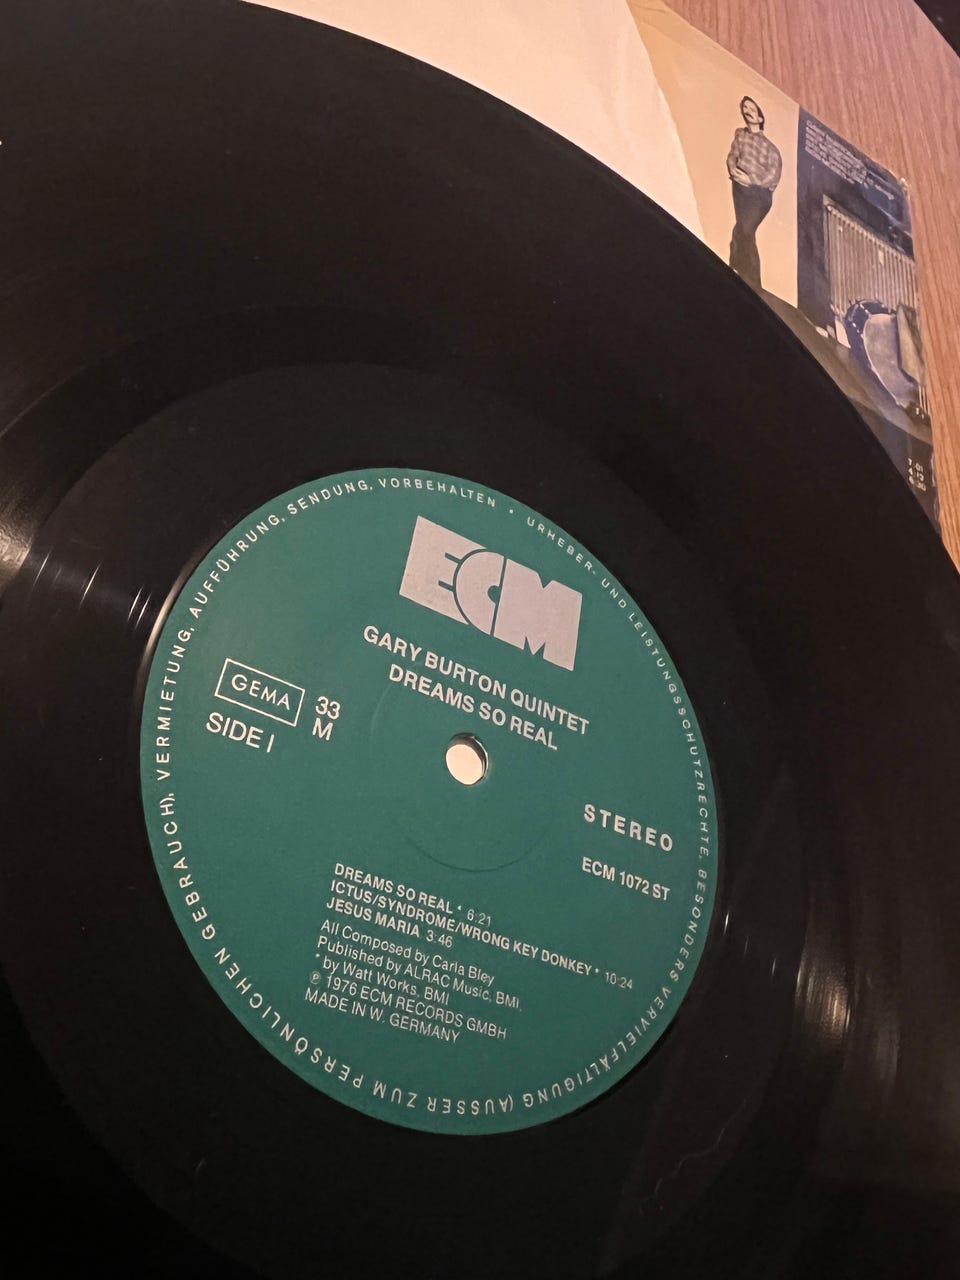 ECM
GARY BURTON QUINTET
DREAMS SO REAL
GEMA
33
M
SIDE I
STEREO
ECM 1072 ST
DREAMS SO REAL * 6:21
ICTUS/SYNDROME/WRONG KEY DONKEY * 10:24
JESUS MARIA 3:46
All Composed by Carla Bley
Published by ALRAC Music, BMI,
* by Watt Works, BMI
℗ 1976 ECM RECORDS GMBH
MADE IN W. GERMANY
URHEBER- UND LEISTUNGSSCHUTZRECHTE, BESONDERS VERVIELFÄLTIGUNG (AUSSER ZUM PERSÖNLICHEN GEBRAUCH), VERMIETUNG, AUFFÜHRUNG, SENDUNG, VORBEHALTEN •